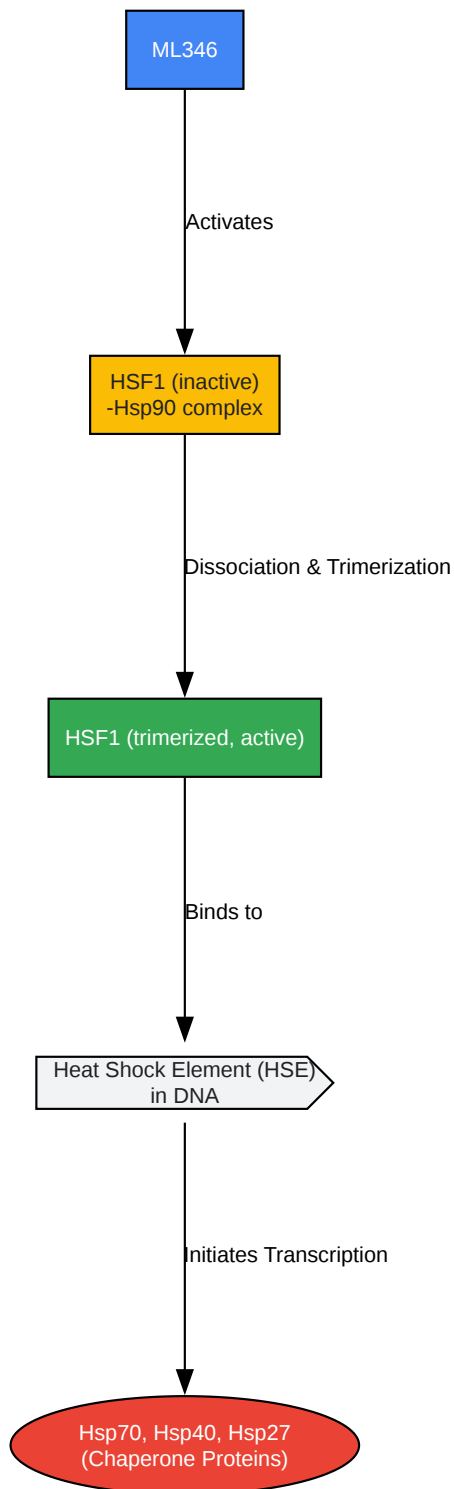 ML346
Activates
HSF1 (inactive)
-Hsp90 complex
Dissociation & Trimerization
HSF1 (trimerized, active)
Binds to
Heat Shock Element (HSE)
in DNA
Initiates Transcription
Hsp70, Hsp40, Hsp27
(Chaperone Proteins)